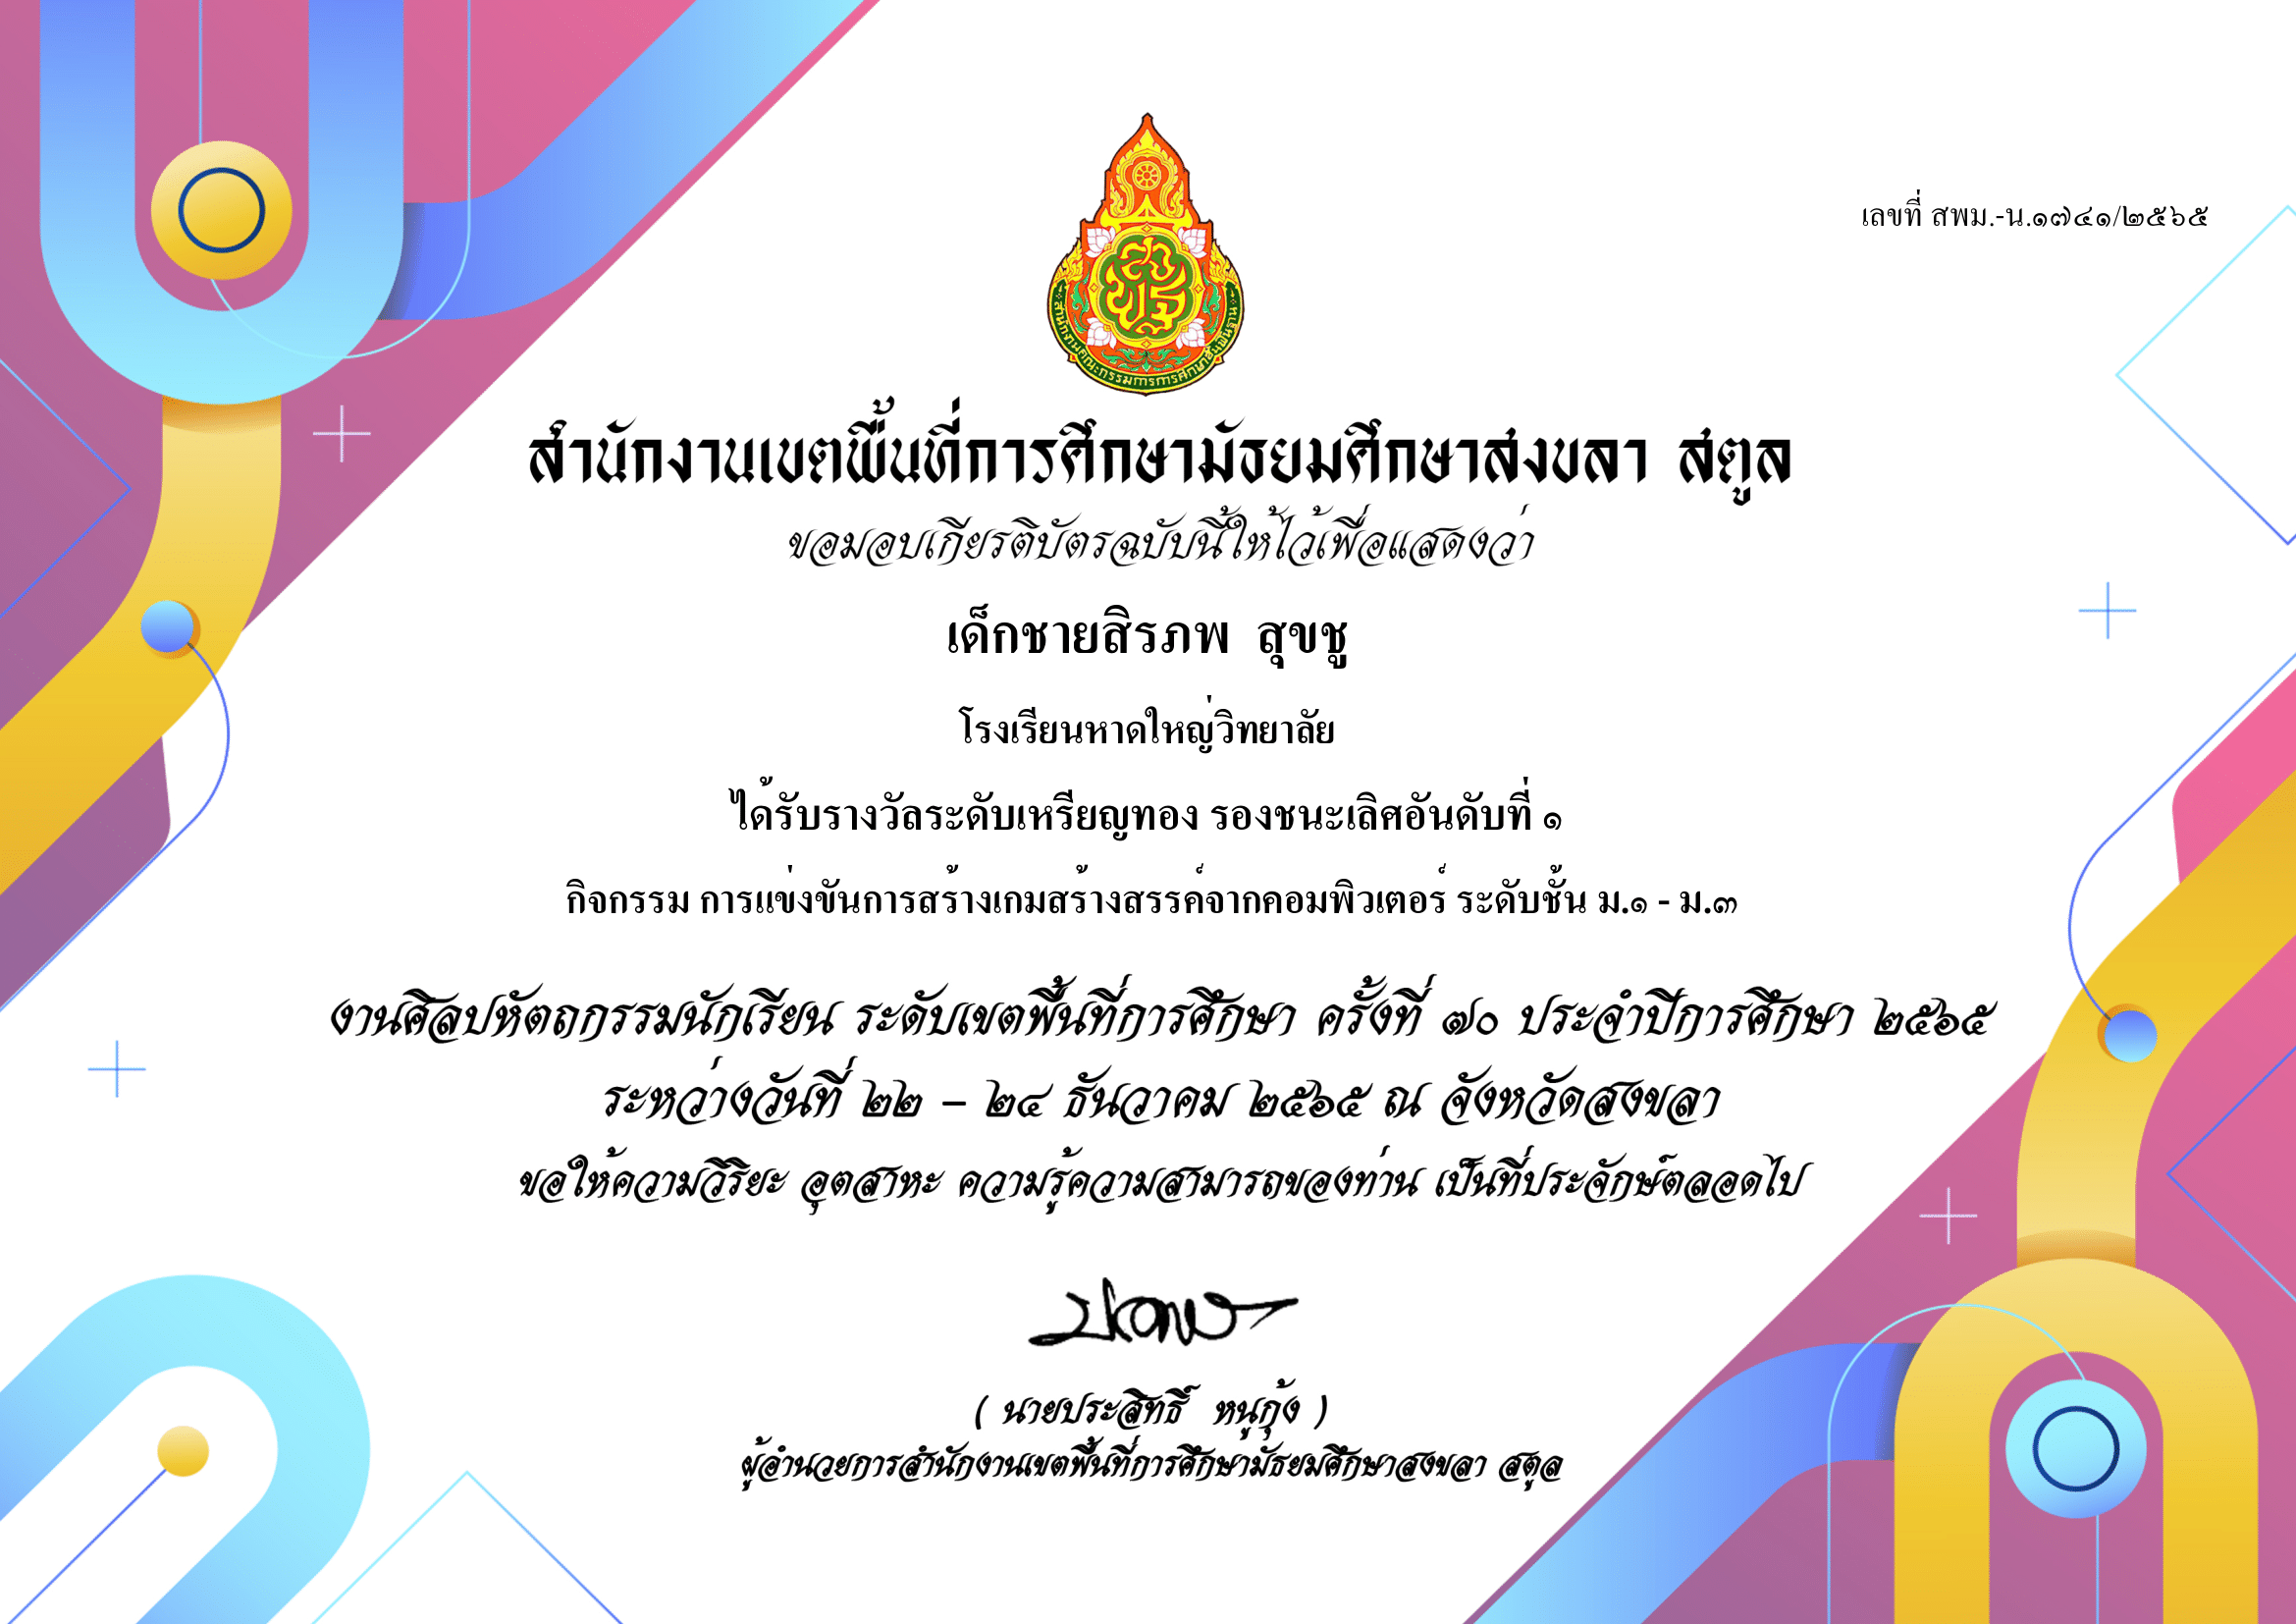 สำนักงานคณะกรรมการการศึกษาขั้นพื้นฐาน
เลขที่ สพม.-น.๑๗๔๑/๒๕๖๕
สำนักงานเขตพื้นที่การศึกษามัธยมศึกษาสงขลา สตูล
ขอมอบเกียรติบัตรฉบับนี้ให้ไว้เพื่อแสดงว่า
เด็กชายสิรภพ สุขชู
โรงเรียนหาดใหญ่วิทยาลัย
ได้รับรางวัลระดับเหรียญทอง รองชนะเลิศอันดับที่ ๑
กิจกรรม การแข่งขันการสร้างเกมสร้างสรรค์จากคอมพิวเตอร์ ระดับชั้น ม.๑ - ม.๓
งานศิลปหัตถกรรมนักเรียน ระดับเขตพื้นที่การศึกษา ครั้งที่ ๗๐ ประจำปีการศึกษา ๒๕๖๕
ระหว่างวันที่ ๒๒ – ๒๔ ธันวาคม ๒๕๖๕ ณ จังหวัดสงขลา
ขอให้ความวิริยะ อุตสาหะ ความรู้ความสามารถของท่าน เป็นที่ประจักษ์ตลอดไป
( นายประสิทธิ์ หนูกุ้ง )
ผู้อำนวยการสำนักงานเขตพื้นที่การศึกษามัธยมศึกษาสงขลา สตูล